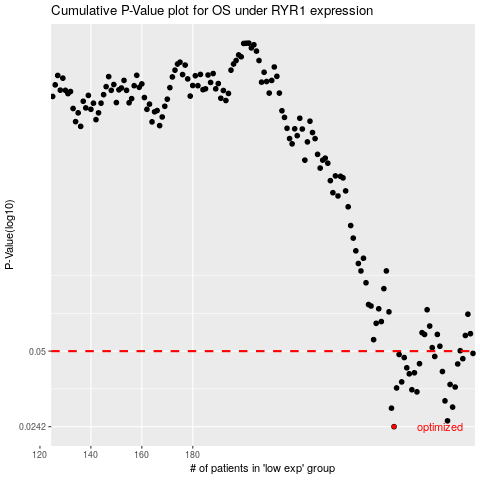 Cumulative P-Value plot for OS under RYR1 expression
P-Value(log10)
0.05
0.0242
optimized
120 140 160 180
# of patients in 'low exp' group